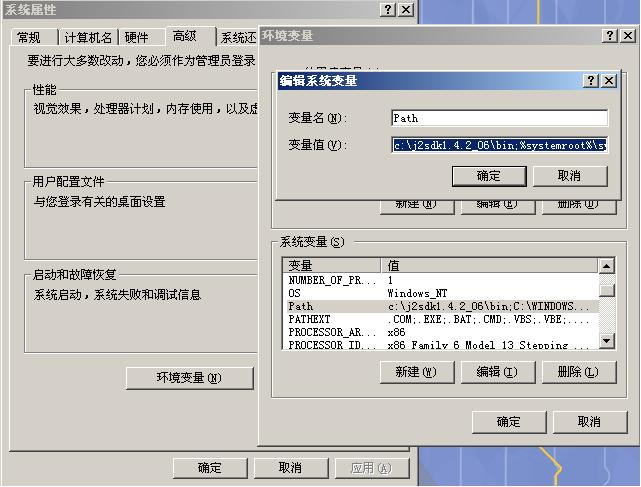 系统属性
常规 计算机名 硬件 高级 系统还
要进行大多数改动，您必须作为管理员登录
性能
视觉效果，处理器计划，内存使用，以及虚
用户配置文件
与您登录有关的桌面设置
启动和故障恢复
系统启动，系统失败和调试信息
环境变量(N)
确定 取消 应用(A)
环境变量
编辑系统变量
变量名(N): Path
变量值(V): c:\j2sdk1.4.2_06\bin;%systemroot%\sy
确定 取消
新建(N) 编辑(E) 删除(D)
系统变量(S)
变量 值
NUMBER_OF_PR... 1
OS Windows_NT
Path c:\j2sdk1.4.2_06\bin;C:\WINDOWS...
PATHEXT .COM;.EXE;.BAT;.CMD;.VBS;.VBE;....
PROCESSOR_AR... x86
PROCESSOR_ID... x86 Family 6 Model 13 Stepping ...
新建(W) 编辑(I) 删除(L)
确定 取消